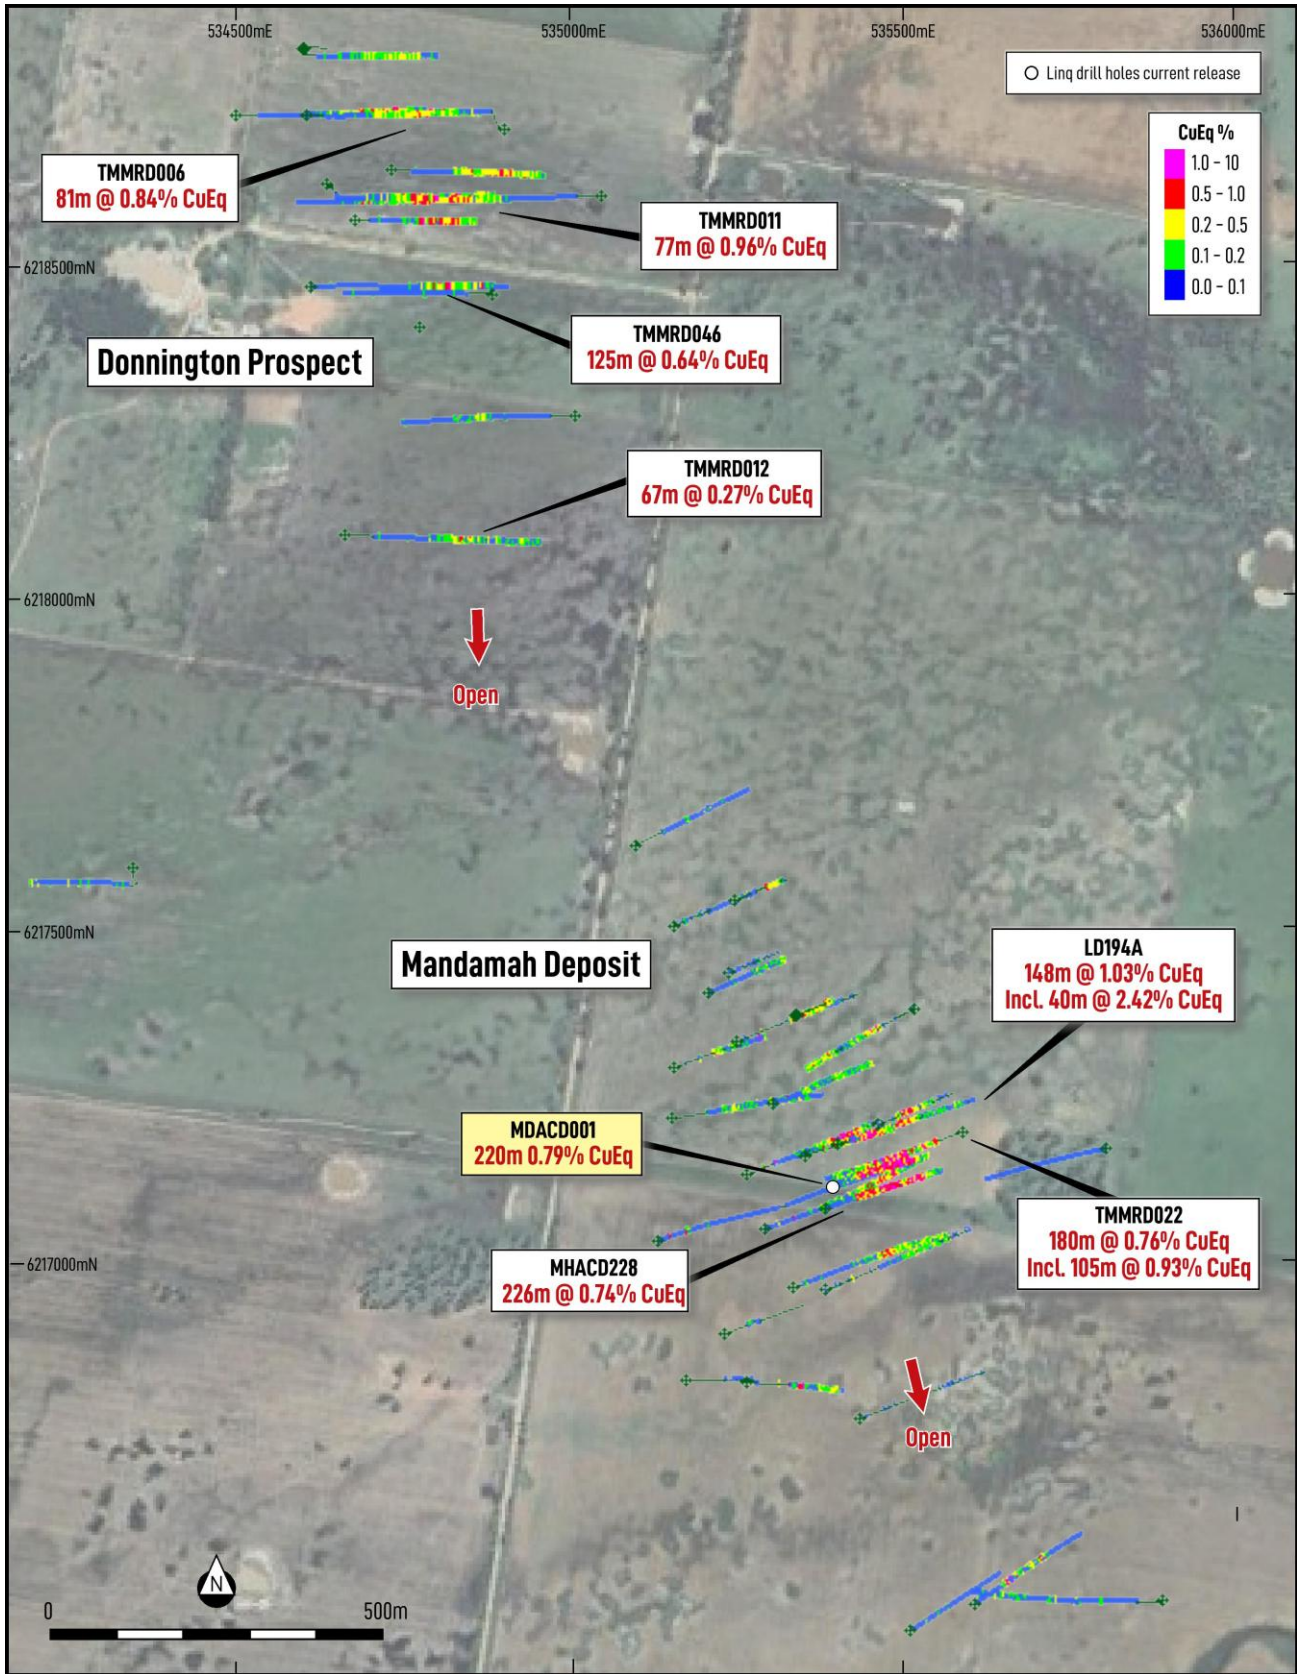 534500mE
535000mE
535500mE
536000mE
Linq drill holes current release
CuEq %
1.0 - 10
0.5 - 1.0
0.2 - 0.5
0.1 - 0.2
0.0 - 0.1
TMMRD006
81m @ 0.84% CuEq
TMMRD011
77m @ 0.96% CuEq
6218500mN
TMMRD046
125m @ 0.64% CuEq
Donnington Prospect
TMMRD012
67m @ 0.27% CuEq
6218000mN
Open
6217500mN
Mandamah Deposit
LD194A
148m @ 1.03% CuEq
Incl. 40m @ 2.42% CuEq
MDACD001
220m 0.79% CuEq
TMMRD022
180m @ 0.76% CuEq
Incl. 105m @ 0.93% CuEq
6217000mN
MHACD228
226m @ 0.74% CuEq
Open
N
0
500m